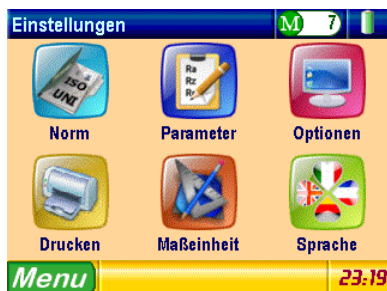 Einstellungen M 7
ISO
UNI
Ra
Rz
Norm Parameter Optionen
Drucken Maßeinheit Sprache
Menu 23:19